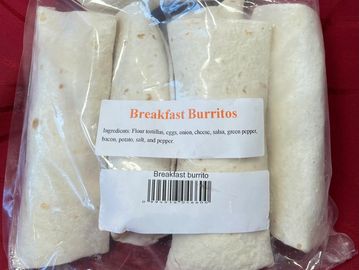 Breakfast Burritos
Ingredients: Flour tortillas, eggs, onion, cheese, salsa, green pepper,
bacon, potato, salt, and pepper.
Breakfast burrito